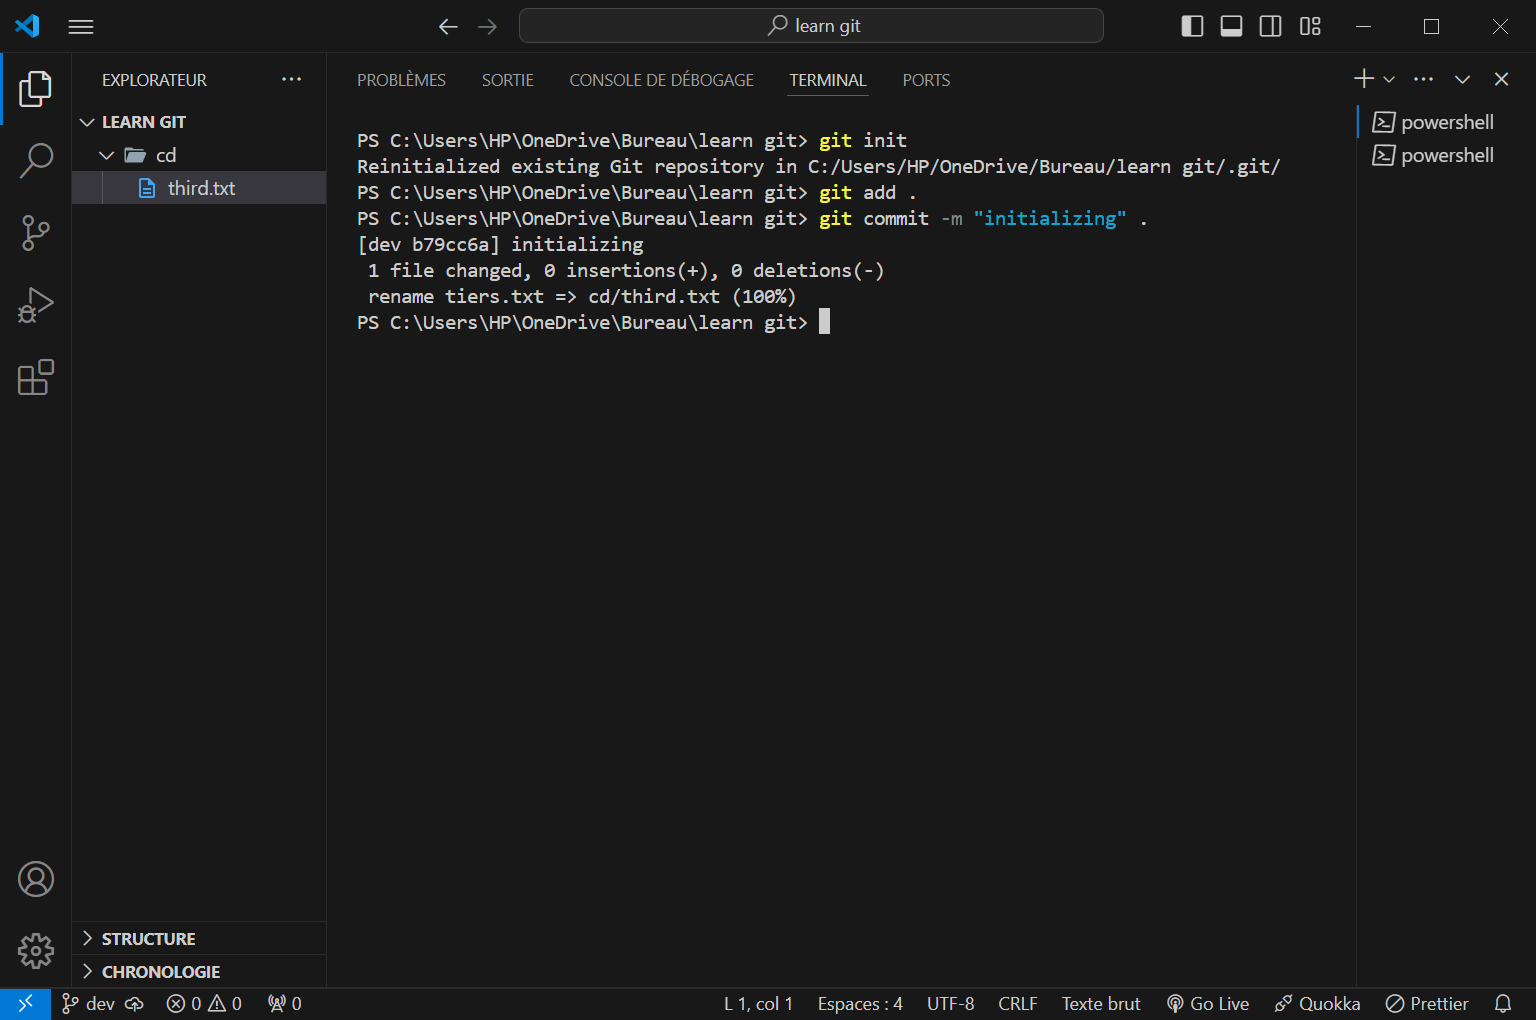 learn git
EXPLORATEUR
LEARN GIT
cd
third.txt
STRUCTURE
CHRONOLOGIE
PROBLÈMES SORTIE CONSOLE DE DÉBOGAGE TERMINAL PORTS
PS C:\Users\HP\OneDrive\Bureau\learn git> git init
Reinitialized existing Git repository in C:/Users/HP/OneDrive/Bureau/learn git/.git/
PS C:\Users\HP\OneDrive\Bureau\learn git> git add .
PS C:\Users\HP\OneDrive\Bureau\learn git> git commit -m "initializing" .
[dev b79cc6a] initializing
 1 file changed, 0 insertions(+), 0 deletions(-)
 rename tiers.txt => cd/third.txt (100%)
PS C:\Users\HP\OneDrive\Bureau\learn git>
powershell
powershell
dev 0 0 0 L 1, col 1 Espaces : 4 UTF-8 CRLF Texte brut Go Live Quokka Prettier